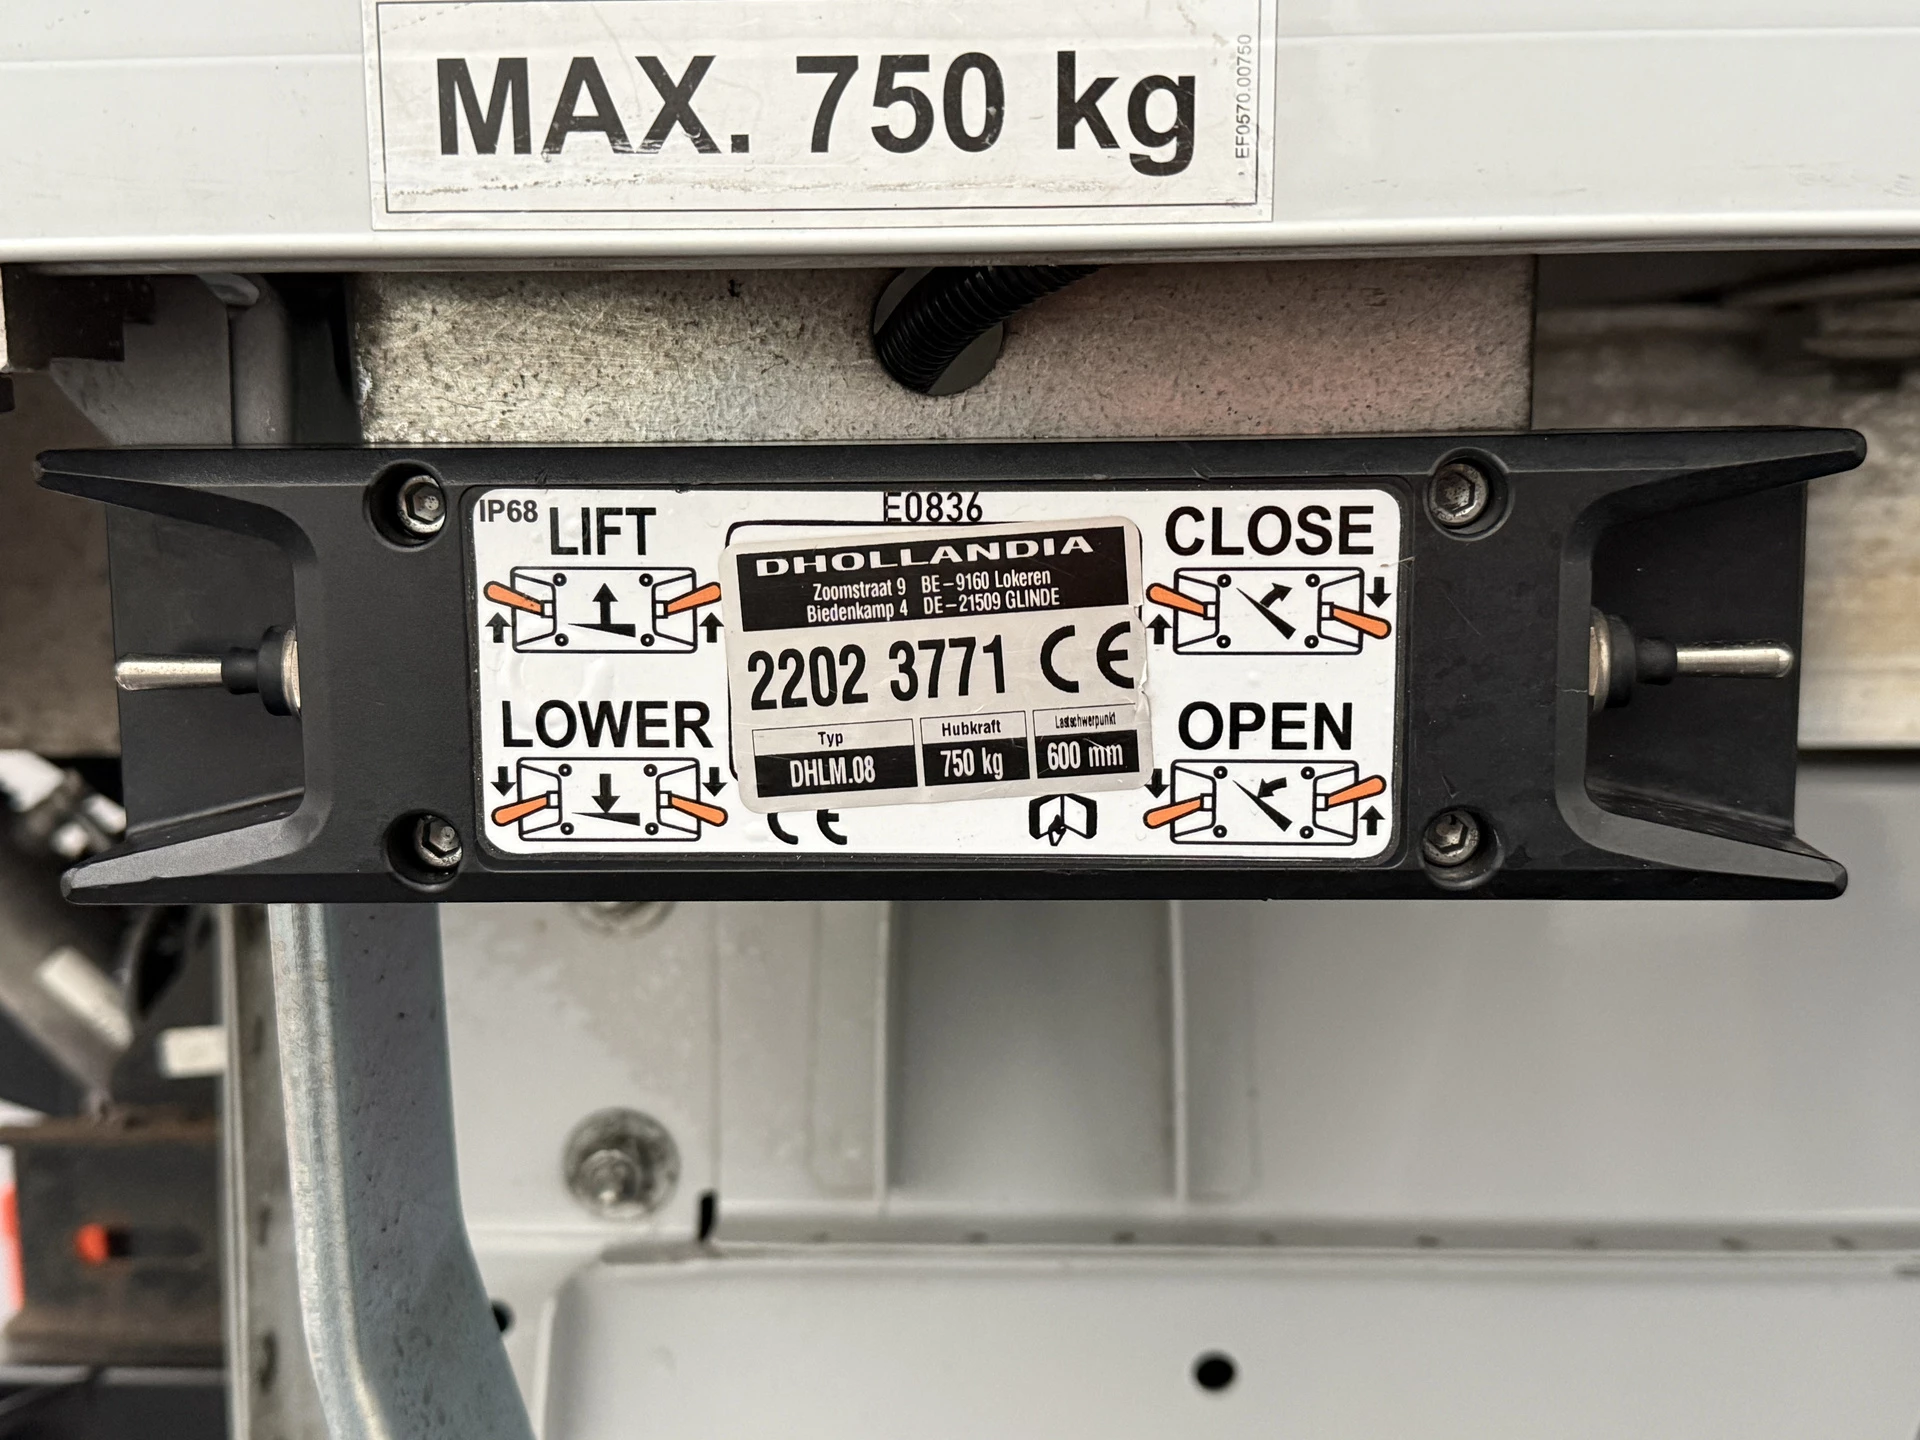 MAX. 750 kg
EF0570.00750
IP68
LIFT
E0836
CLOSE
DHOLLANDIA
Zoomstraat 9 BE-9160 Lokeren
Biedenkamp 4 DE-21509 GLINDE
2202 3771 CE
LOWER
OPEN
Typ Hubkraft Lastschwerpunkt
DHLM.08 750 kg 600 mm
CE